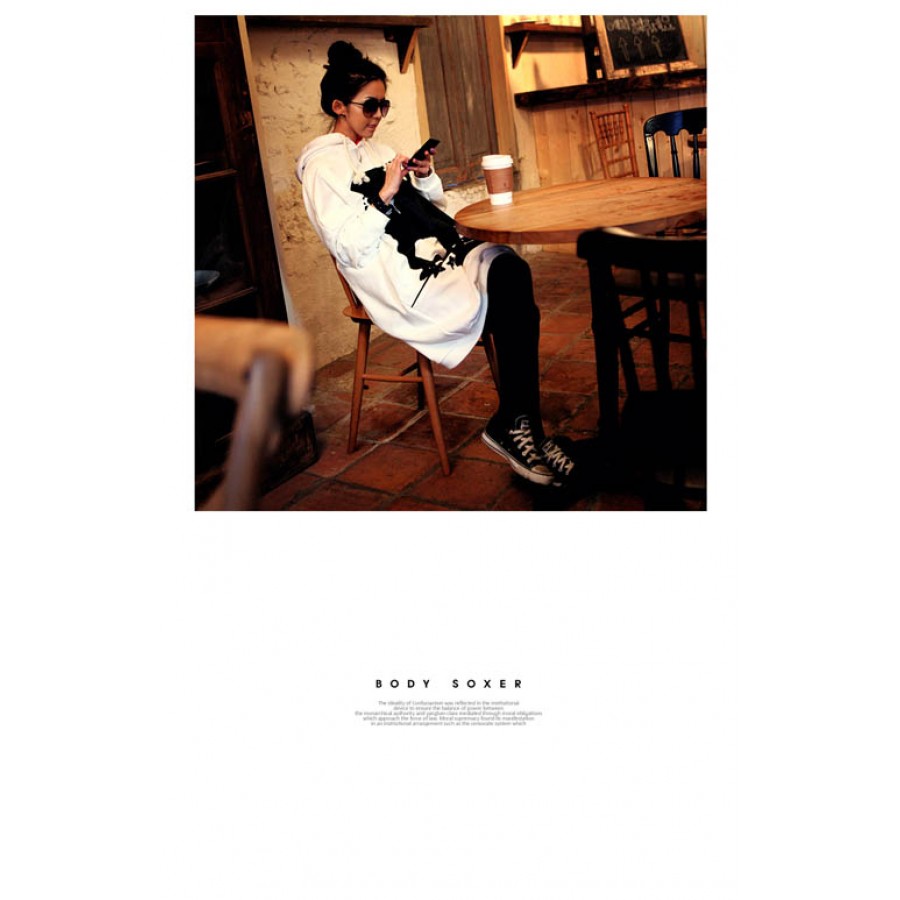 BODY SOXER
The ideality of Confucianism was reflected in the institutional
device to ensure the balance of power between
the monarchical authority and yangban class mediated through moral obligations
which approach the force of law. Moral supremacy found its manifestation
in an institutional arrangement such as the censorate system which